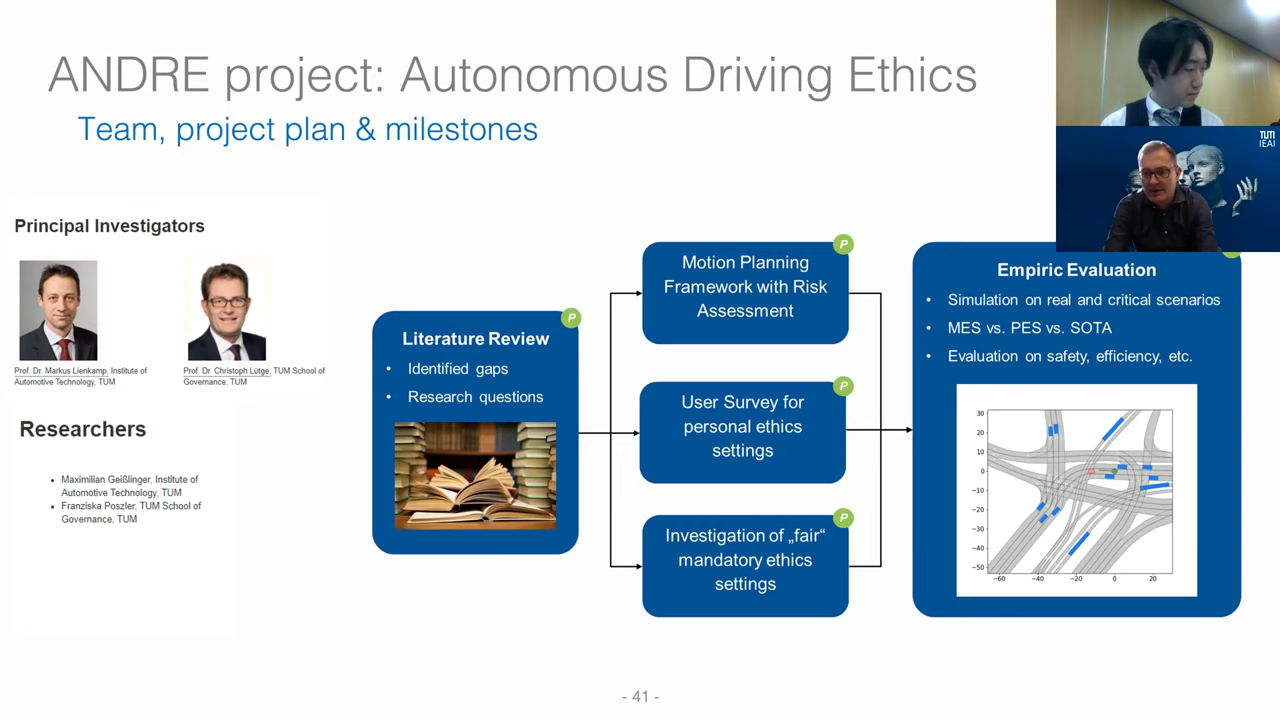 ANDRE project: Autonomous Driving Ethics
Team, project plan & milestones
TUM
IEAI
Principal Investigators
Prof. Dr. Markus Lienkamp, Institute of
Automotive Technology, TUM
Prof. Dr. Christoph Lütge, TUM School of
Governance, TUM
Researchers
• Maximilian Geißlinger, Institute of
Automotive Technology, TUM
• Franziska Poszler, TUM School of
Governance, TUM
P
Literature Review
• Identified gaps
• Research questions
P
Motion Planning
Framework with Risk
Assessment
P
User Survey for
personal ethics
settings
P
Investigation of „fair“
mandatory ethics
settings
Empiric Evaluation
• Simulation on real and critical scenarios
• MES vs. PES vs. SOTA
• Evaluation on safety, efficiency, etc.
30
20
10
0
−10
−20
−30
−40
−50
−60 −40 −20 0 20
- 41 -